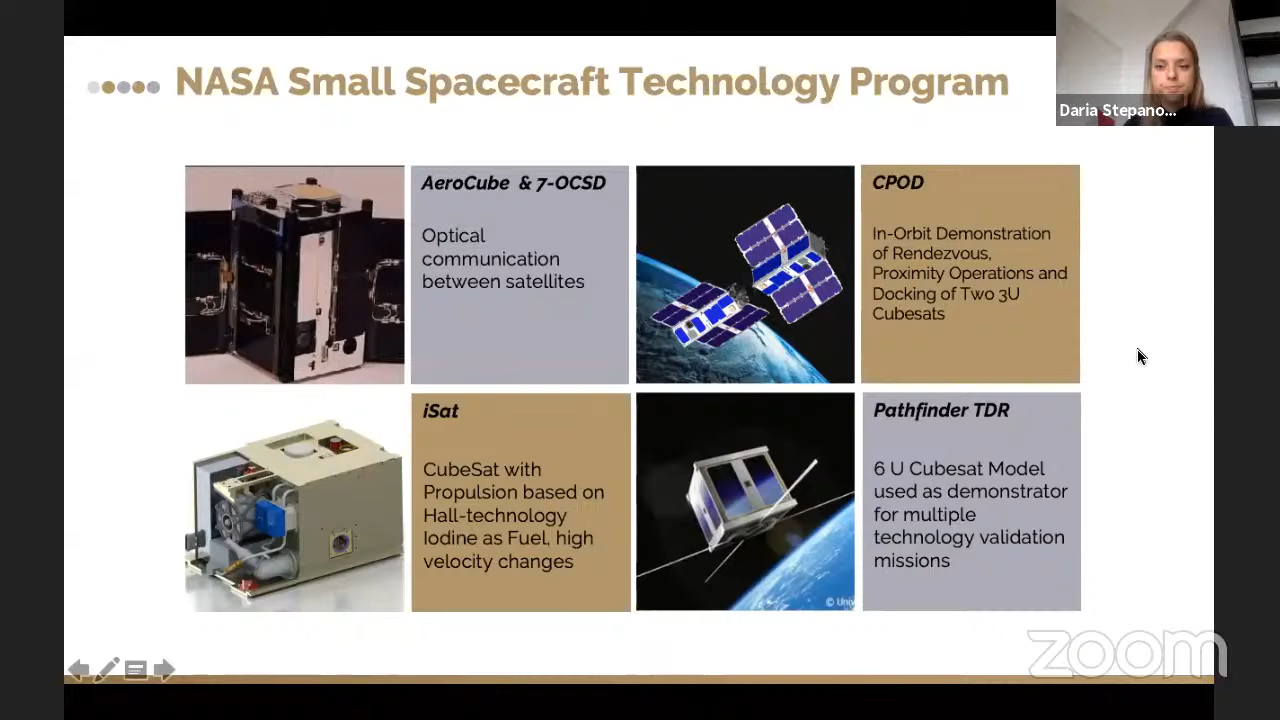 NASA Small Spacecraft Technology Program
Daria Stepano...
AeroCube & 7-OCSD
Optical
communication
between satellites
CPOD
In-Orbit Demonstration
of Rendezvous,
Proximity Operations and
Docking of Two 3U
Cubesats
iSat
CubeSat with
Propulsion based on
Hall-technology
Iodine as Fuel, high
velocity changes
Pathfinder TDR
6 U Cubesat Model
used as demonstrator
for multiple
technology validation
missions
© Univ
zoom